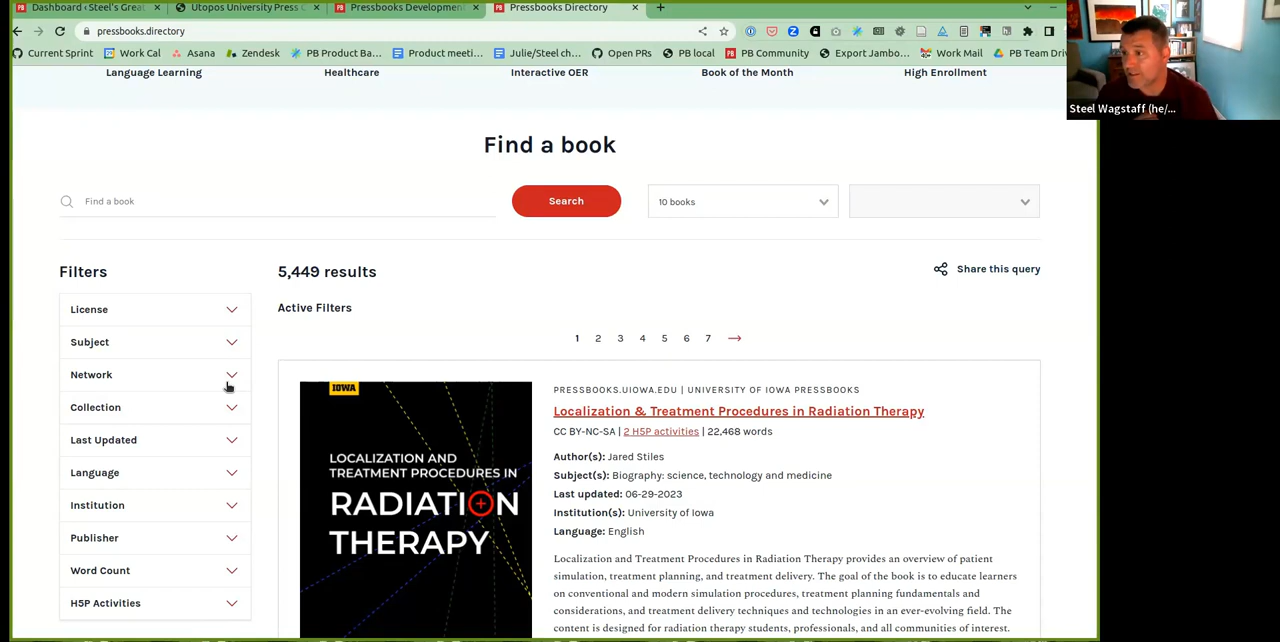 Dashboard ‹ Steel's Great
Utopos University Press C
Pressbooks Development
Pressbooks Directory
pressbooks.directory
Current Sprint
Work Cal
Asana
Zendesk
PB Product Ba...
Product meeti...
Julie/Steel ch...
Open PRs
PB local
PB Community
Export Jambo...
Work Mail
PB Team Driv
Steel Wagstaff (he/...
Language Learning
Healthcare
Interactive OER
Book of the Month
High Enrollment
Find a book
Find a book
Search
10 books
Filters
5,449 results
Share this query
License
Active Filters
Subject
1 2 3 4 5 6 7
Network
Collection
Last Updated
Language
Institution
Publisher
Word Count
H5P Activities
IOWA
LOCALIZATION AND
TREATMENT PROCEDURES IN
RADIATION
THERAPY
PRESSBOOKS.UIOWA.EDU | UNIVERSITY OF IOWA PRESSBOOKS
Localization & Treatment Procedures in Radiation Therapy
CC BY-NC-SA | 2 H5P activities | 22,468 words
Author(s): Jared Stiles
Subject(s): Biography: science, technology and medicine
Last updated: 06-29-2023
Institution(s): University of Iowa
Language: English
Localization and Treatment Procedures in Radiation Therapy provides an overview of patient
simulation, treatment planning, and treatment delivery. The goal of the book is to educate learners
on conventional and modern simulation procedures, treatment planning fundamentals and
considerations, and treatment delivery techniques and technologies in an ever-evolving field. The
content is designed for radiation therapy students, professionals, and all communities of interest.